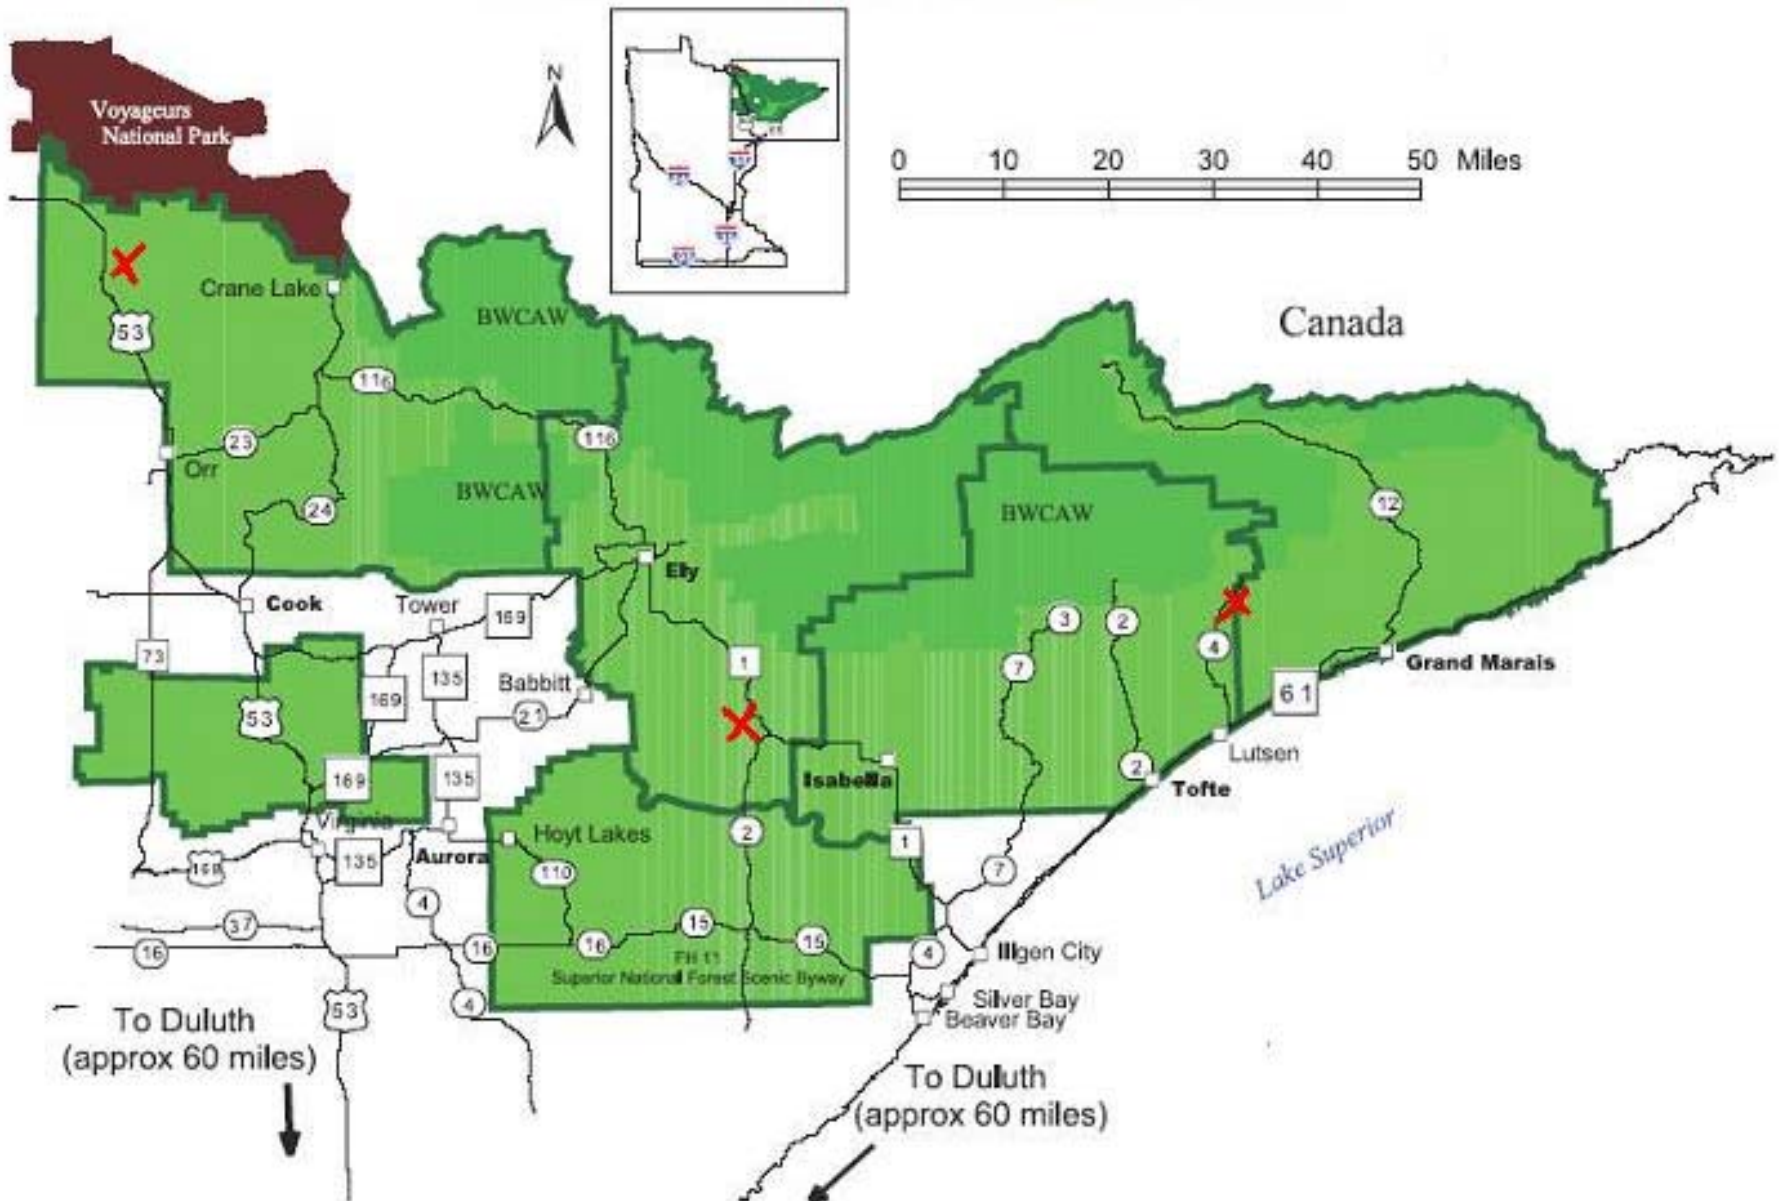 Voyageurs
National Park
N
0 10 20 30 40 50 Miles
Crane Lake
BWCAW
Canada
53
116
116
23
Orr
BWCAW
24
BWCAW
12
Ely
Cook
Tower
169
3
2
73
135
1
7
4
Grand Marais
Babbitt
169
61
53
21
Lutsen
169
135
Isabella
2
Tofte
Virginia
Hoyt Lakes
2
1
135
Aurora
110
7
Lake Superior
4
37
15
15
16
16
16
4
Illgen City
FH 11
Superior National Forest Scenic Byway
4
53
Silver Bay
Beaver Bay
To Duluth
(approx 60 miles)
To Duluth
(approx 60 miles)